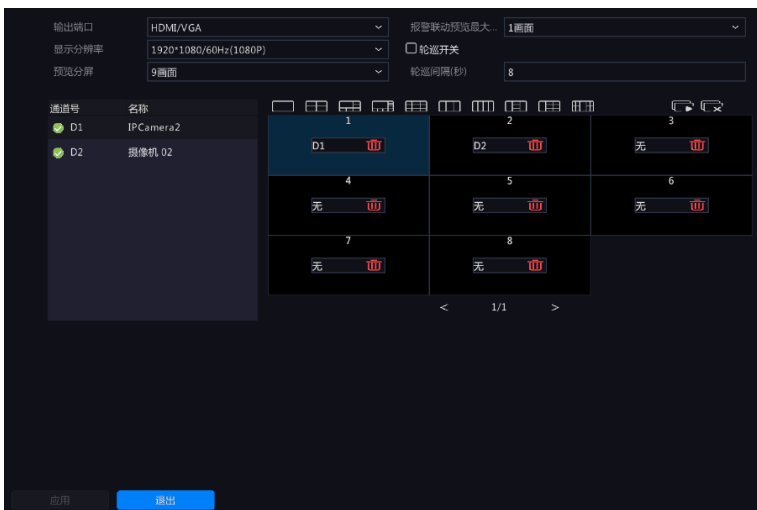 输出端口 HDMI/VGA 报警联动预览最大... 1画面
显示分辨率 1920*1080/60Hz(1080P) 轮巡开关
预览分屏 9画面 轮巡间隔(秒) 8
通道号 名称
D1 IPCamera2
D2 摄像机 02
1 2 3
D1 D2 无
4 5 6
无 无 无
7 8
无 无
< 1/1 >
应用 退出